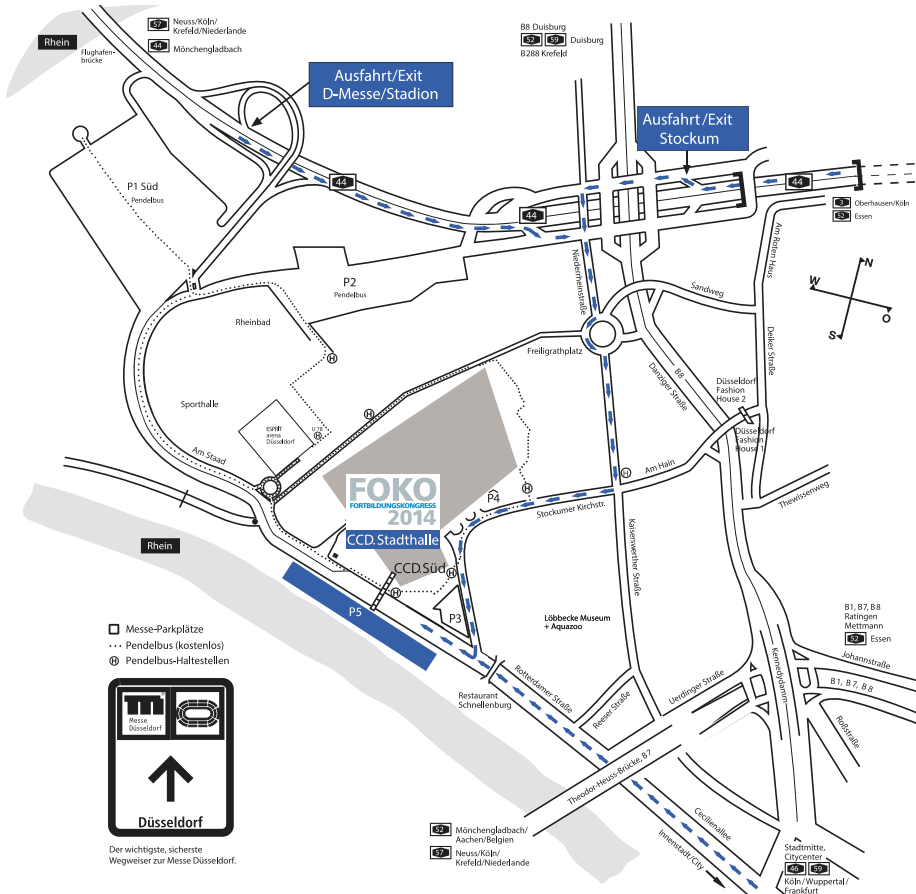 57
Neuss/Köln/
Krefeld/Niederlande
44
Mönchengladbach
Rhein
Flughafen-
brücke
B8 Duisburg
52 59 Duisburg
B288 Krefeld
Ausfahrt/Exit
D-Messe/Stadion
Ausfahrt/Exit
Stockum
44
44
44
3 Oberhausen/Köln
52 Essen
P1 Süd
Pendelbus
P2
Pendelbus
Niederrheinstraße
Am Roten Haus
Sandweg
N
W
O
S
Rheinbad
Freiligrathplatz
B8
Danziger Straße
Deiker Straße
Düsseldorf
Fashion
House 2
Düsseldorf
Fashion
House 1
Sporthalle
ESPRIT
arena
Düsseldorf
U 78
H
H
H
H
H
H
H
Am Staad
Am Hain
Thewissenweg
FOKO
FORTBILDUNGSKONGRESS
2014
CCD.Stadthalle
CCD.Süd
P4
Stockumer Kirchstr.
Kaiserswerther Straße
Rhein
P5
P3
Löbbecke Museum
+ Aquazoo
B1, B7, B8
Ratingen
Mettmann
52 Essen
Johannstraße
B1, B7, B8
Kennedydamm
Roßstraße
Uerdinger Straße
Reeser Straße
Rotterdamer Straße
Restaurant
Schnellenburg
Theodor-Heuss-Brücke, B7
Cecilienallee
Innenstadt/City
Messe-Parkplätze
Pendelbus (kostenlos)
H Pendelbus-Haltestellen
Messe
Düsseldorf
Düsseldorf
Der wichtigste, sicherste
Wegweiser zur Messe Düsseldorf.
52 Mönchengladbach/
Aachen/Belgien
57 Neuss/Köln/
Krefeld/Niederlande
Stadtmitte,
Citycenter
46 59
Köln/Wuppertal/
Frankfurt